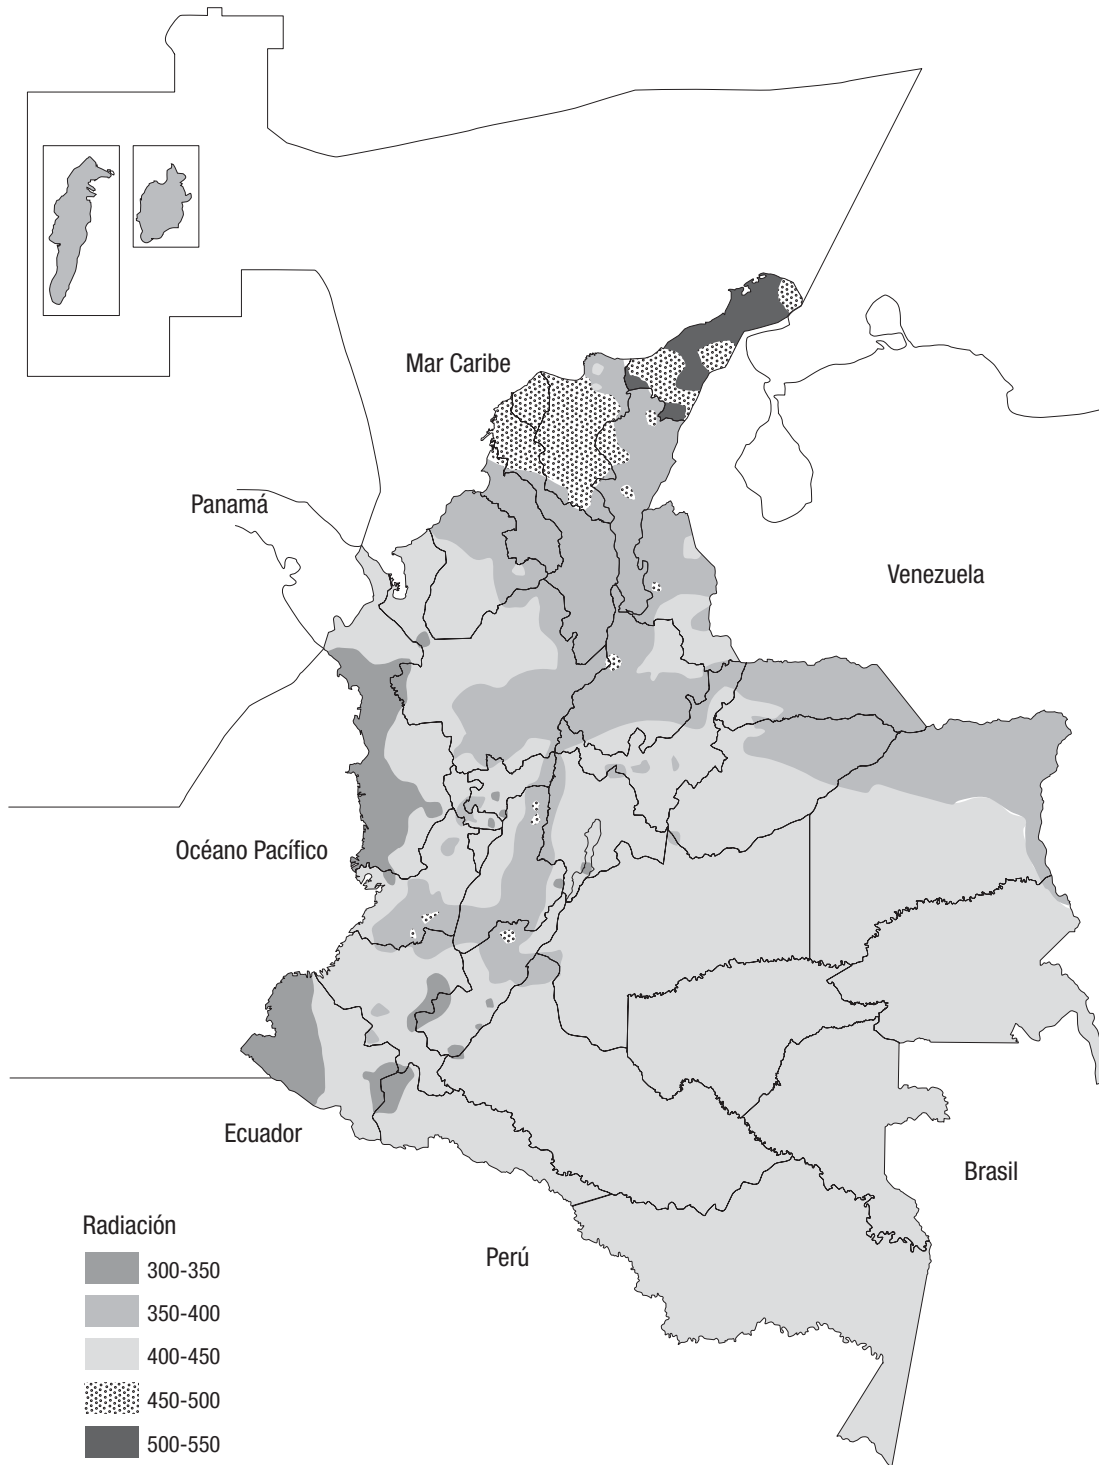 Mar Caribe
Panamá
Venezuela
Océano Pacífico
Ecuador
Brasil
Perú
Radiación
300-350
350-400
400-450
450-500
500-550